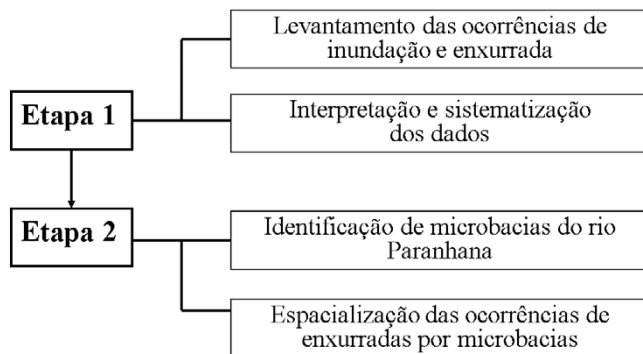 Etapa 1
Levantamento das ocorrências de
inundação e enxurrada
Interpretação e sistematização
dos dados
Etapa 2
Identificação de microbacias do rio
Paranhana
Espacialização das ocorrências de
enxurradas por microbacias